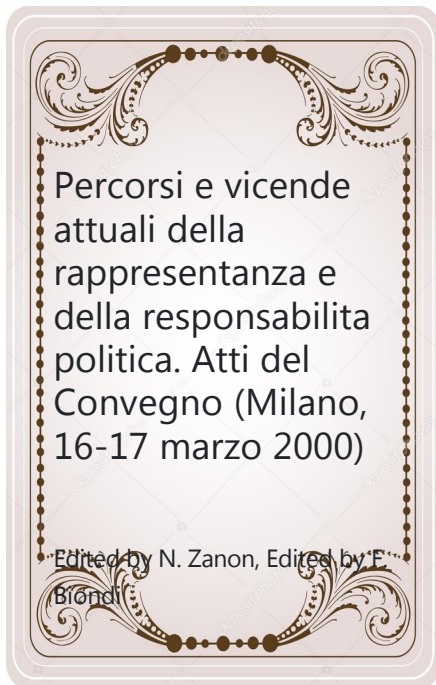 Percorsi e vicende
attuali della
rappresentanza e
della responsabilita
politica. Atti del
Convegno (Milano,
16-17 marzo 2000)
Edited by N. Zanon, Edited by F.
Biondi